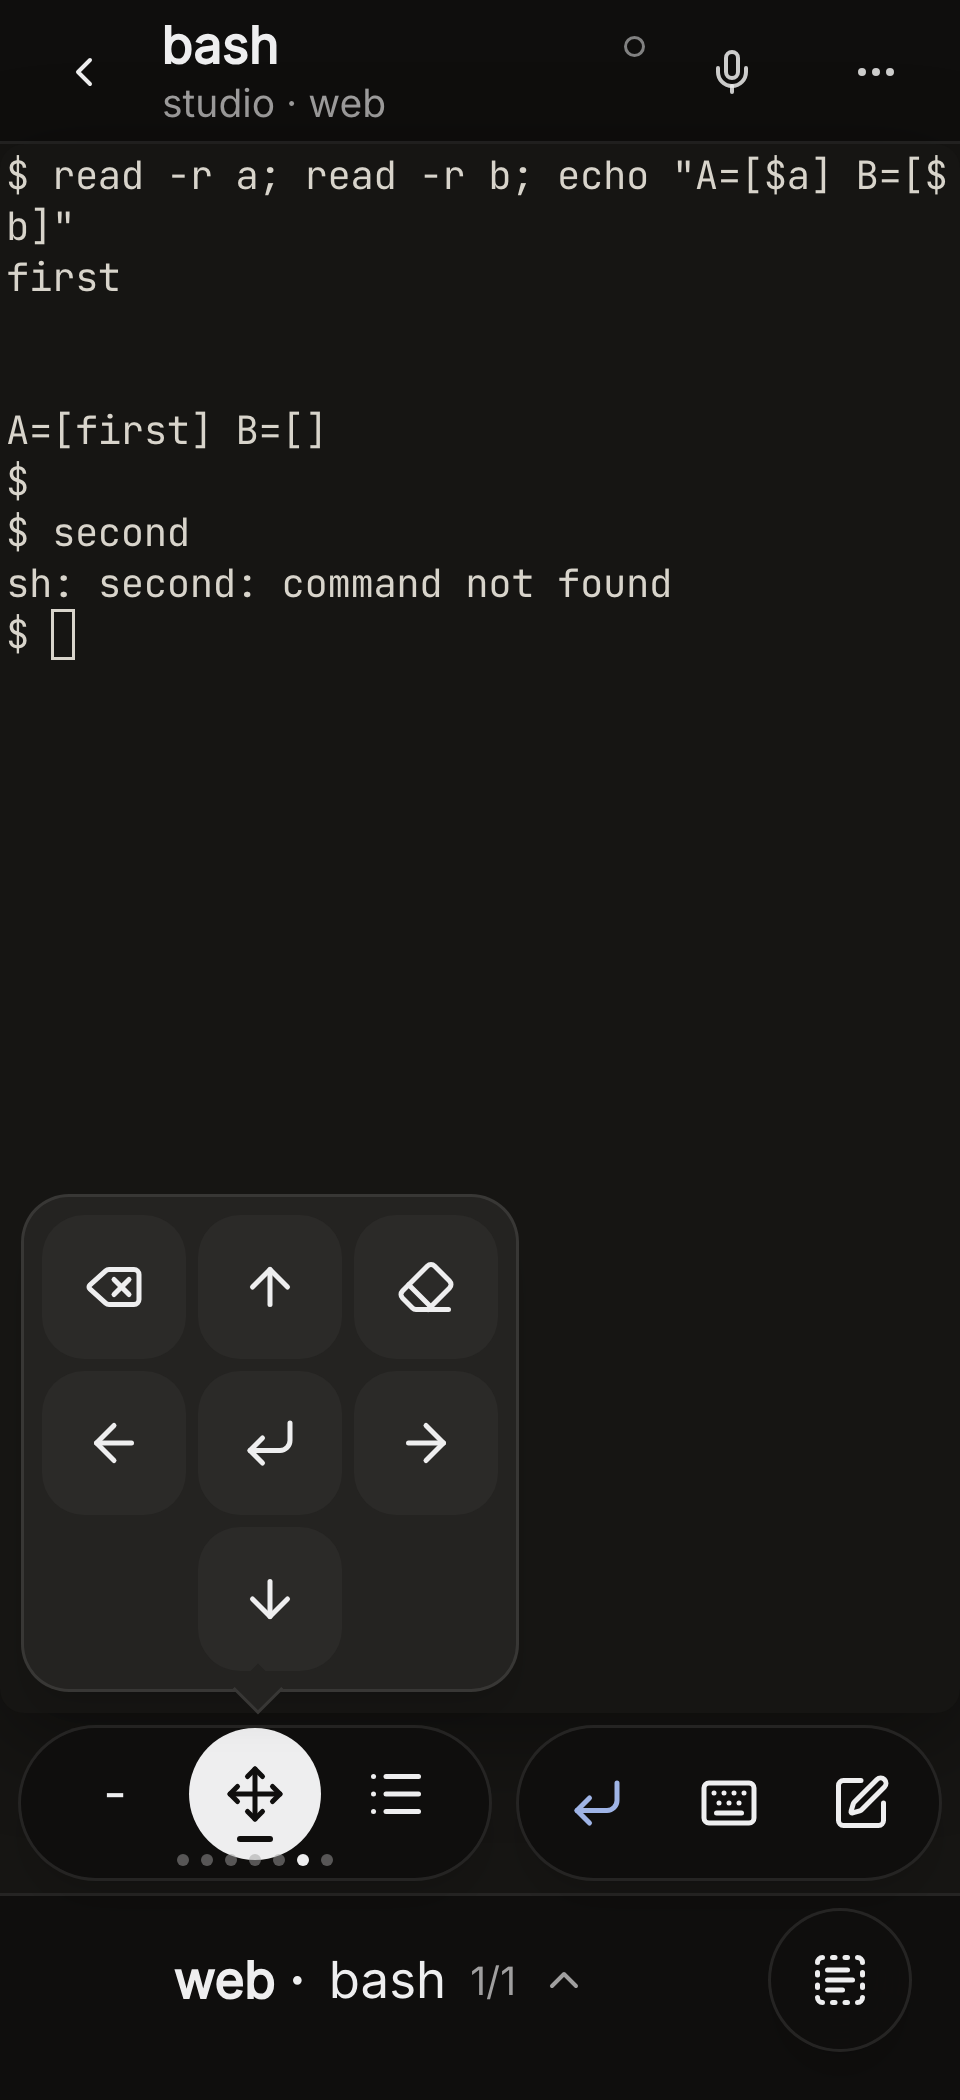 bash
studio · web
$ read -r a; read -r b; echo "A=[$a] B=[$
b]"
first
A=[first] B=[]
$
$ second
sh: second: command not found
$
-
web · bash 1/1